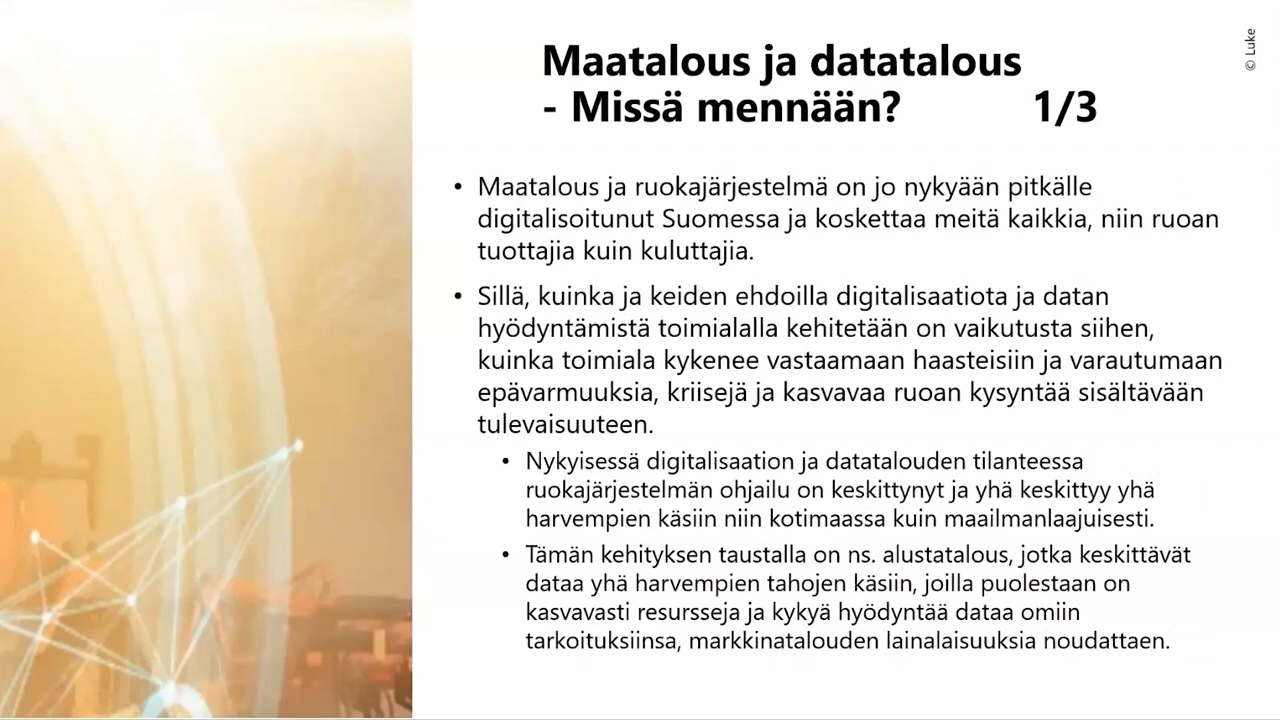 Maatalous ja datatalous
- Missä mennään? 1/3
© Luke
• Maatalous ja ruokajärjestelmä on jo nykyään pitkälle
digitalisoitunut Suomessa ja koskettaa meitä kaikkia, niin ruoan
tuottajia kuin kuluttajia.
• Sillä, kuinka ja keiden ehdoilla digitalisaatiota ja datan
hyödyntämistä toimialalla kehitetään on vaikutusta siihen,
kuinka toimiala kykenee vastaamaan haasteisiin ja varautumaan
epävarmuuksia, kriisejä ja kasvavaa ruoan kysyntää sisältävään
tulevaisuuteen.
• Nykyisessä digitalisaation ja datatalouden tilanteessa
ruokajärjestelmän ohjailu on keskittynyt ja yhä keskittyy yhä
harvempien käsiin niin kotimaassa kuin maailmanlaajuisesti.
• Tämän kehityksen taustalla on ns. alustatalous, jotka keskittävät
dataa yhä harvempien tahojen käsiin, joilla puolestaan on
kasvavasti resursseja ja kykyä hyödyntää dataa omiin
tarkoituksiinsa, markkinatalouden lainalaisuuksia noudattaen.